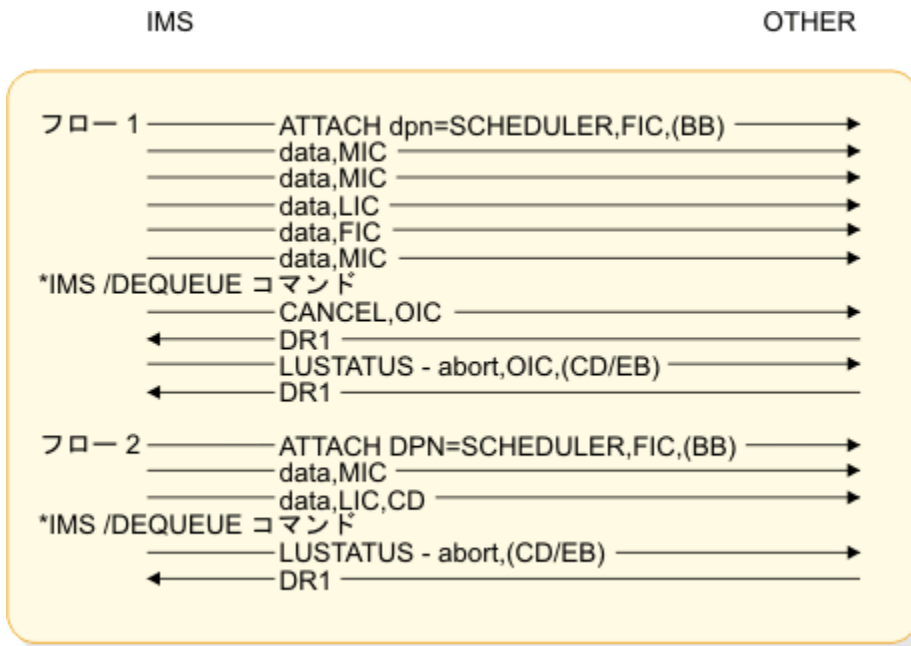 IMS OTHER
フロー 1 ATTACH dpn=SCHEDULER,FIC,(BB)
data,MIC
data,MIC
data,LIC
data,FIC
data,MIC
*IMS /DEQUEUE コマンド
CANCEL,OIC
DR1
LUSTATUS - abort,OIC,(CD/EB)
DR1
フロー 2 ATTACH DPN=SCHEDULER,FIC,(BB)
data,MIC
data,LIC,CD
*IMS /DEQUEUE コマンド
LUSTATUS - abort,(CD/EB)
DR1